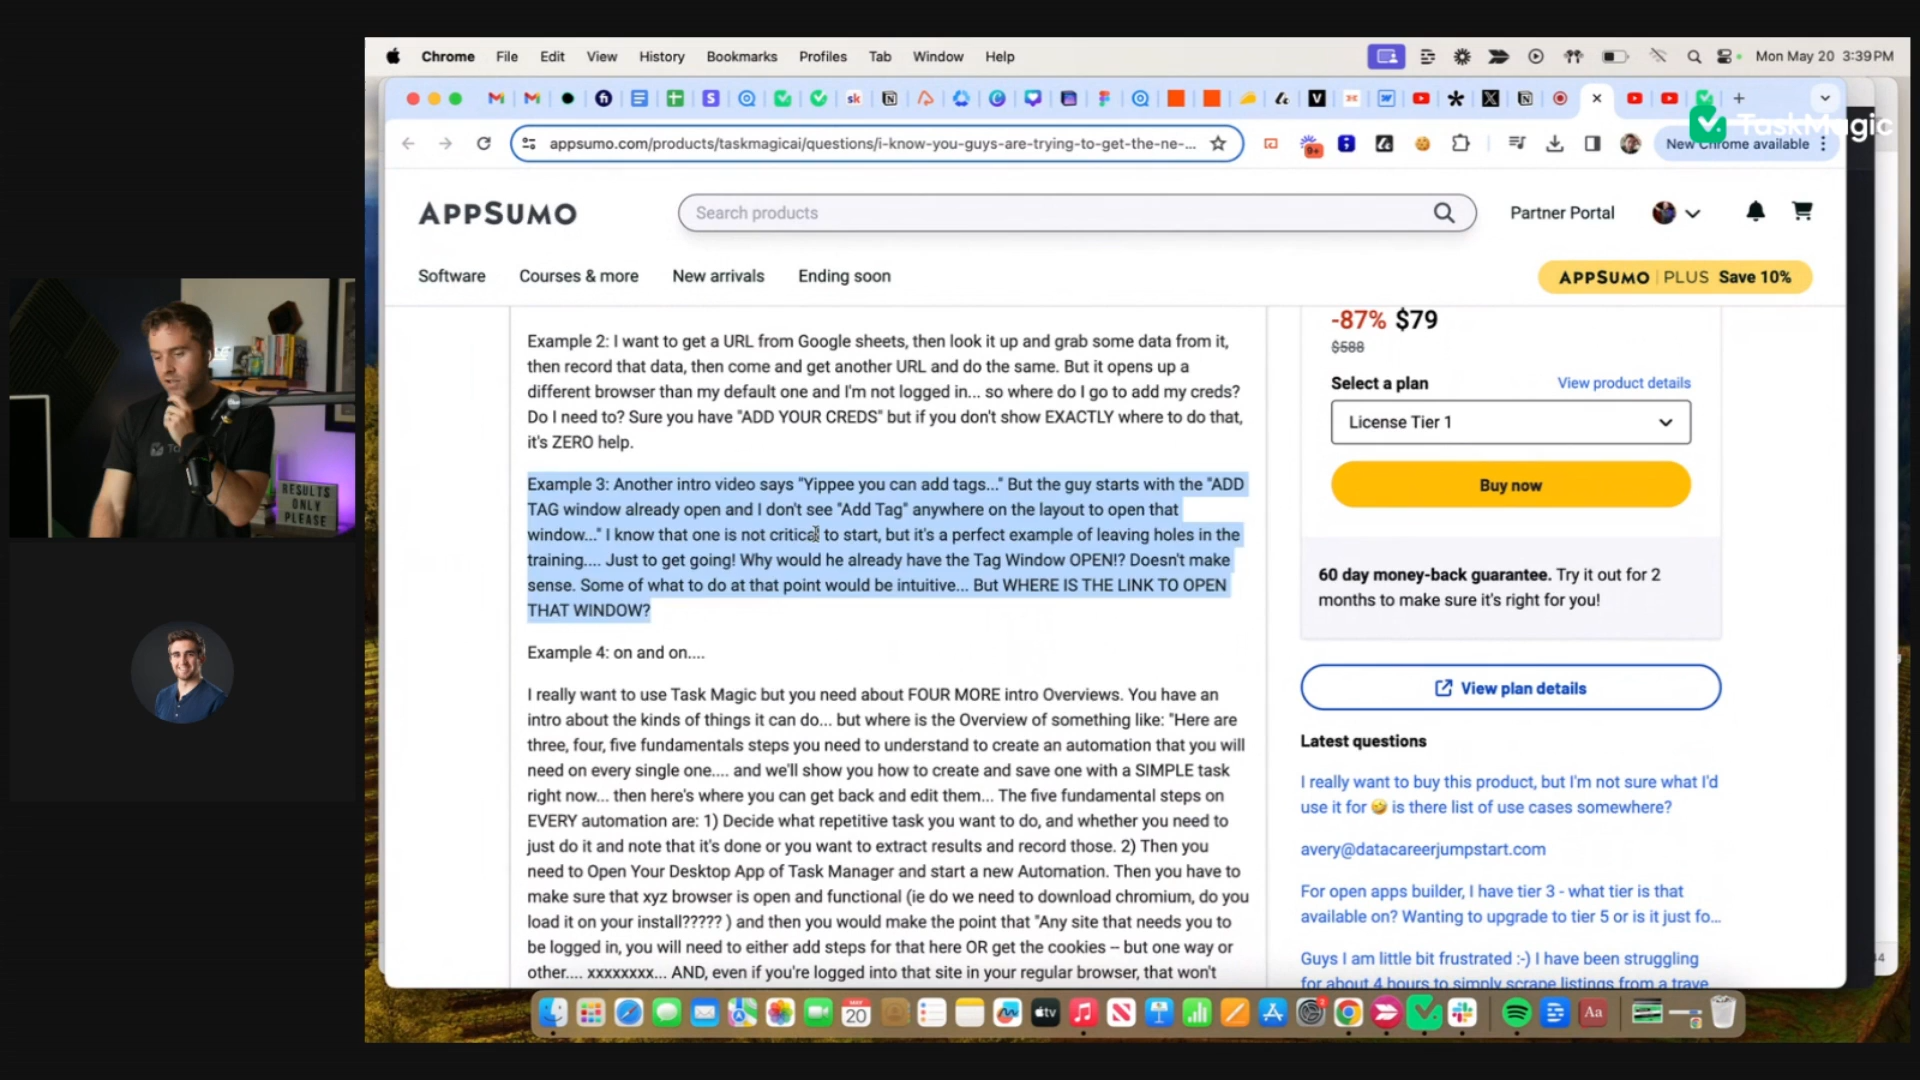 Chrome File Edit View History Bookmarks Profiles Tab Window Help
Mon May 20 3:39 PM
TaskMagic
appsumo.com/products/taskmagicai/questions/i-know-you-guys-are-trying-to-get-the-ne-...
9+
New Chrome available
APPSUMO
Search products
Partner Portal
Software Courses & more New arrivals Ending soon
APPSUMO PLUS Save 10%
Example 2: I want to get a URL from Google sheets, then look it up and grab some data from it,
then record that data, then come and get another URL and do the same. But it opens up a
different browser than my default one and I'm not logged in... so where do I go to add my creds?
Do I need to? Sure you have "ADD YOUR CREDS" but if you don't show EXACTLY where to do that,
it's ZERO help.
Example 3: Another intro video says "Yippee you can add tags..." But the guy starts with the "ADD
TAG window already open and I don't see "Add Tag" anywhere on the layout to open that
window..." I know that one is not critical to start, but it's a perfect example of leaving holes in the
training.... Just to get going! Why would he already have the Tag Window OPEN!? Doesn't make
sense. Some of what to do at that point would be intuitive... But WHERE IS THE LINK TO OPEN
THAT WINDOW?
Example 4: on and on....
I really want to use Task Magic but you need about FOUR MORE intro Overviews. You have an
intro about the kinds of things it can do... but where is the Overview of something like: "Here are
three, four, five fundamentals steps you need to understand to create an automation that you will
need on every single one.... and we'll show you how to create and save one with a SIMPLE task
right now... then here's where you can get back and edit them... The five fundamental steps on
EVERY automation are: 1) Decide what repetitive task you want to do, and whether you need to
just do it and note that it's done or you want to extract results and record those. 2) Then you
need to Open Your Desktop App of Task Manager and start a new Automation. Then you have to
make sure that xyz browser is open and functional (ie do we need to download chromium, do you
load it on your install????? ) and then you would make the point that "Any site that needs you to
be logged in, you will need to either add steps for that here OR get the cookies -- but one way or
other.... xxxxxxxx... AND, even if you're logged into that site in your regular browser, that won't
-87% $79
$588
Select a plan View product details
License Tier 1
Buy now
60 day money-back guarantee. Try it out for 2
months to make sure it's right for you!
View plan details
Latest questions
I really want to buy this product, but I'm not sure what I'd
use it for 🤣 is there list of use cases somewhere?
avery@datacareerjumpstart.com
For open apps builder, I have tier 3 - what tier is that
available on? Wanting to upgrade to tier 5 or is it just fo...
Guys I am little bit frustrated :-) I have been struggling
for about 4 hours to simply scrape listings from a trave
RESULTS
ONLY
PLEASE